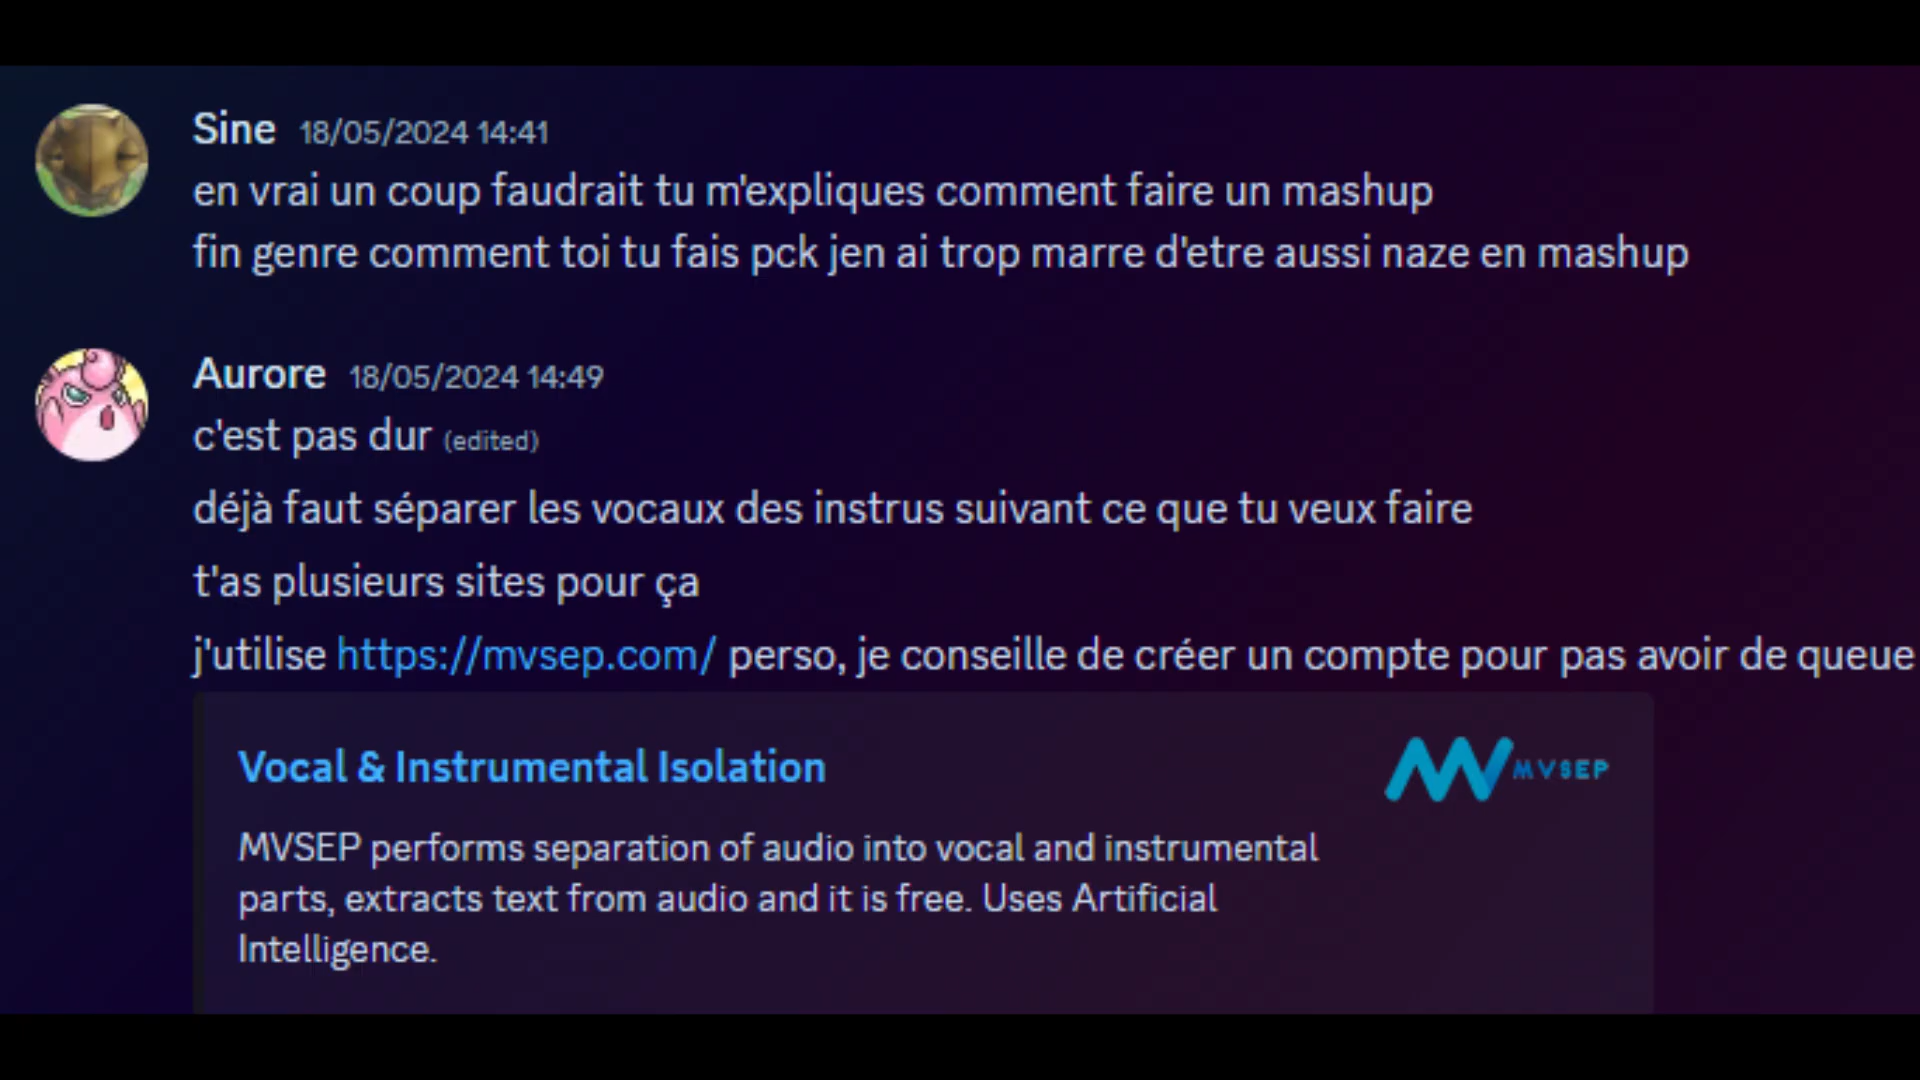 Sine 18/05/2024 14:41
en vrai un coup faudrait tu m'expliques comment faire un mashup
fin genre comment toi tu fais pck jen ai trop marre d'etre aussi naze en mashup
Aurore 18/05/2024 14:49
c'est pas dur (edited)
déjà faut séparer les vocaux des instrus suivant ce que tu veux faire
t'as plusieurs sites pour ça
j'utilise https://mvsep.com/ perso, je conseille de créer un compte pour pas avoir de queue
Vocal & Instrumental Isolation
MVSEP
MVSEP performs separation of audio into vocal and instrumental
parts, extracts text from audio and it is free. Uses Artificial
Intelligence.